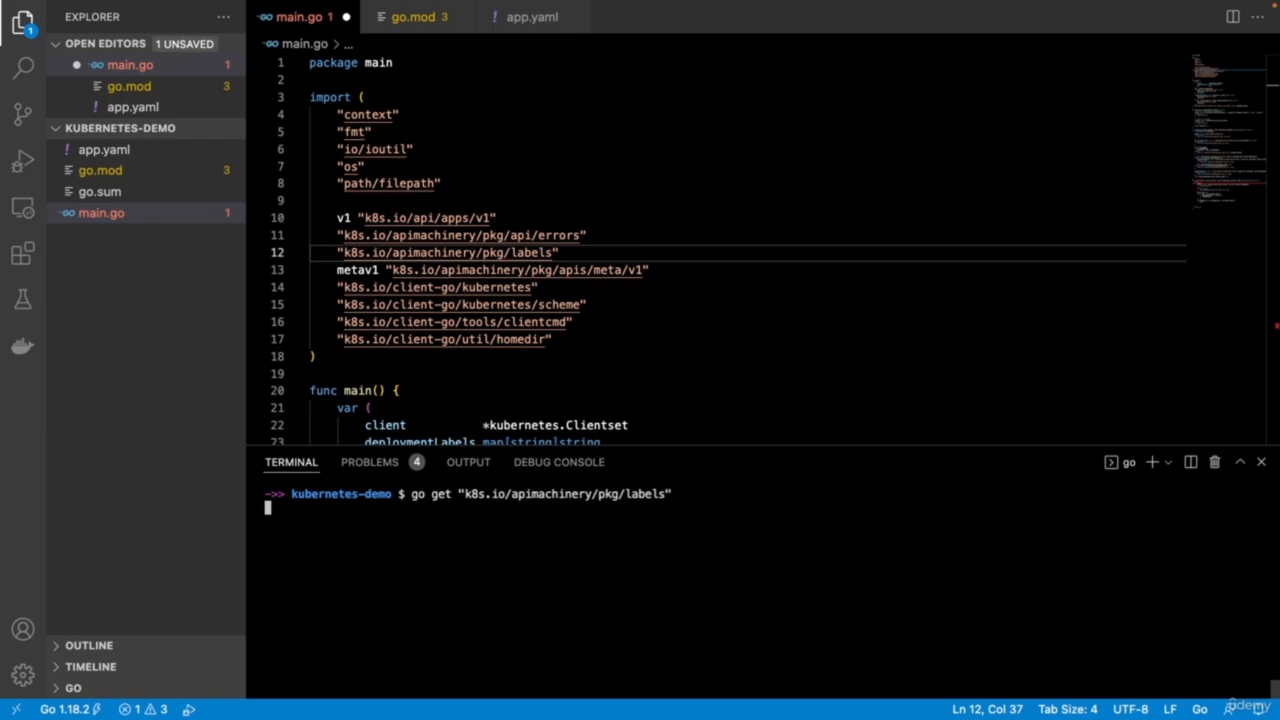 EXPLORER
OPEN EDITORS 1 UNSAVED
main.go 1
go.mod 3
app.yaml
KUBERNETES-DEMO
app.yaml
go.mod 3
go.sum
main.go 1
OUTLINE
TIMELINE
GO
1
main.go 1
go.mod 3
app.yaml
main.go > ...
1 package main
2
3 import (
4 "context"
5 "fmt"
6 "io/ioutil"
7 "os"
8 "path/filepath"
9
10 v1 "k8s.io/api/apps/v1"
11 "k8s.io/apimachinery/pkg/api/errors"
12 "k8s.io/apimachinery/pkg/labels"
13 metav1 "k8s.io/apimachinery/pkg/apis/meta/v1"
14 "k8s.io/client-go/kubernetes"
15 "k8s.io/client-go/kubernetes/scheme"
16 "k8s.io/client-go/tools/clientcmd"
17 "k8s.io/client-go/util/homedir"
18 )
19
20 func main() {
21 var (
22 client *kubernetes.Clientset
23 deploymentLabels map[string]string
TERMINAL PROBLEMS 4 OUTPUT DEBUG CONSOLE go
->> kubernetes-demo $ go get "k8s.io/apimachinery/pkg/labels"
Go 1.18.2 1 3 Ln 12, Col 37 Tab Size: 4 UTF-8 LF Go
udemy